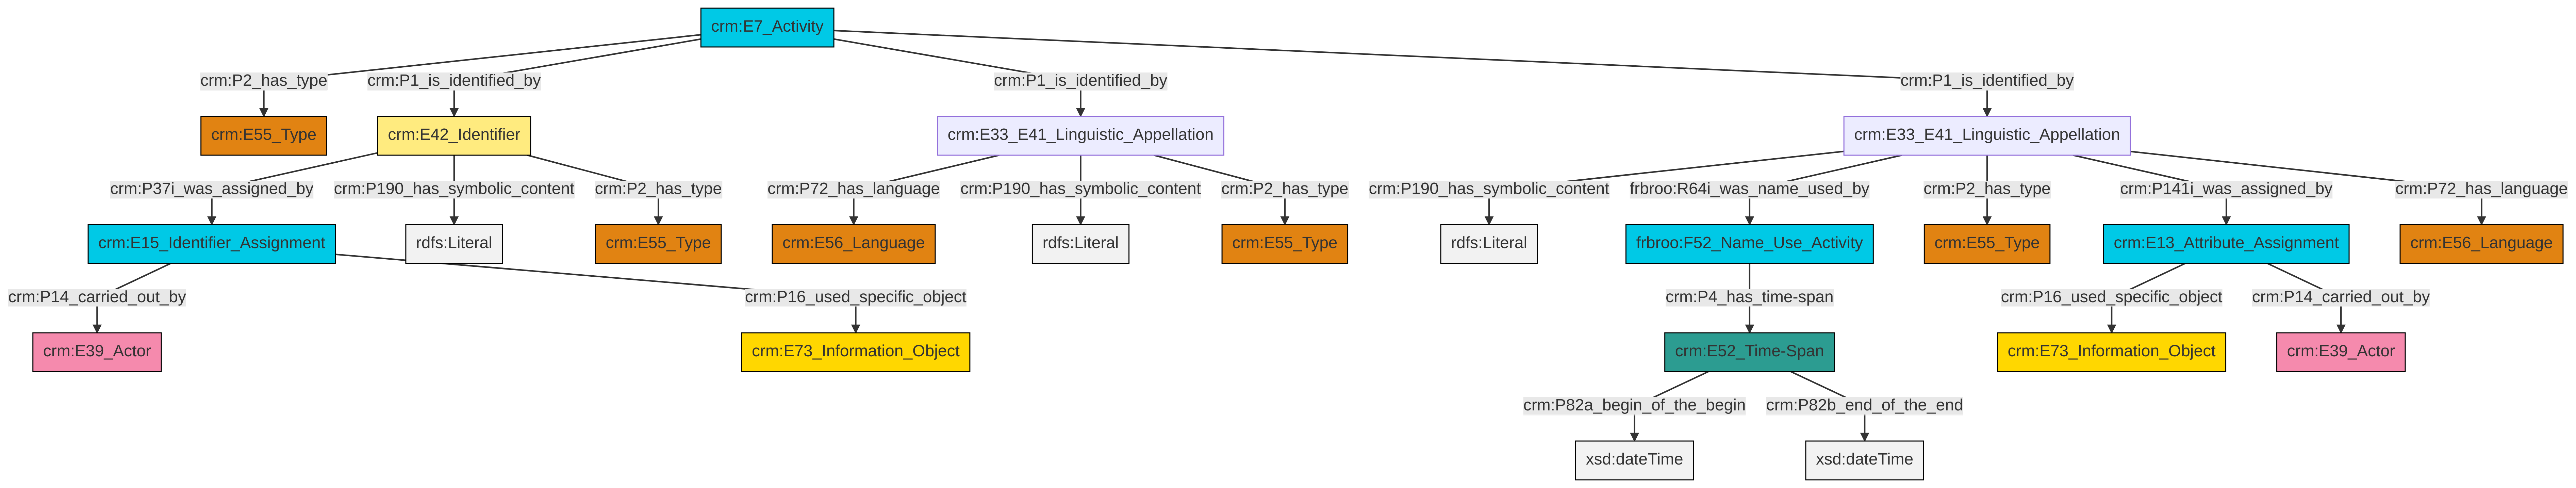 crm:E7_Activity
crm:P2_has_type
crm:P1_is_identified_by
crm:P1_is_identified_by
crm:P1_is_identified_by
crm:E55_Type
crm:E42_Identifier
crm:E33_E41_Linguistic_Appellation
crm:E33_E41_Linguistic_Appellation
crm:P37i_was_assigned_by
crm:P190_has_symbolic_content
crm:P2_has_type
crm:P72_has_language
crm:P190_has_symbolic_content
crm:P2_has_type
crm:P190_has_symbolic_content
frbroo:R64i_was_name_used_by
crm:P2_has_type
crm:P141i_was_assigned_by
crm:P72_has_language
crm:E15_Identifier_Assignment
rdfs:Literal
crm:E55_Type
crm:E56_Language
rdfs:Literal
crm:E55_Type
rdfs:Literal
frbroo:F52_Name_Use_Activity
crm:E55_Type
crm:E13_Attribute_Assignment
crm:E56_Language
crm:P14_carried_out_by
crm:P16_used_specific_object
crm:P4_has_time-span
crm:P16_used_specific_object
crm:P14_carried_out_by
crm:E39_Actor
crm:E73_Information_Object
crm:E52_Time-Span
crm:E73_Information_Object
crm:E39_Actor
crm:P82a_begin_of_the_begin
crm:P82b_end_of_the_end
xsd:dateTime
xsd:dateTime